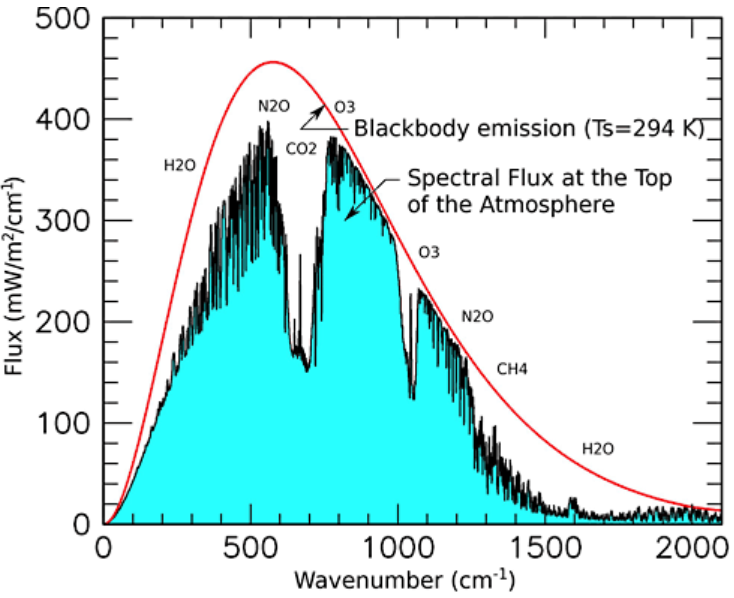 500
400
300
200
100
0
Flux (mW/m²/cm⁻¹)
N2O
O3
Blackbody emission (Ts=294 K)
CO2
H2O
Spectral Flux at the Top
of the Atmosphere
O3
N2O
CH4
H2O
0 500 1000 1500 2000
Wavenumber (cm⁻¹)